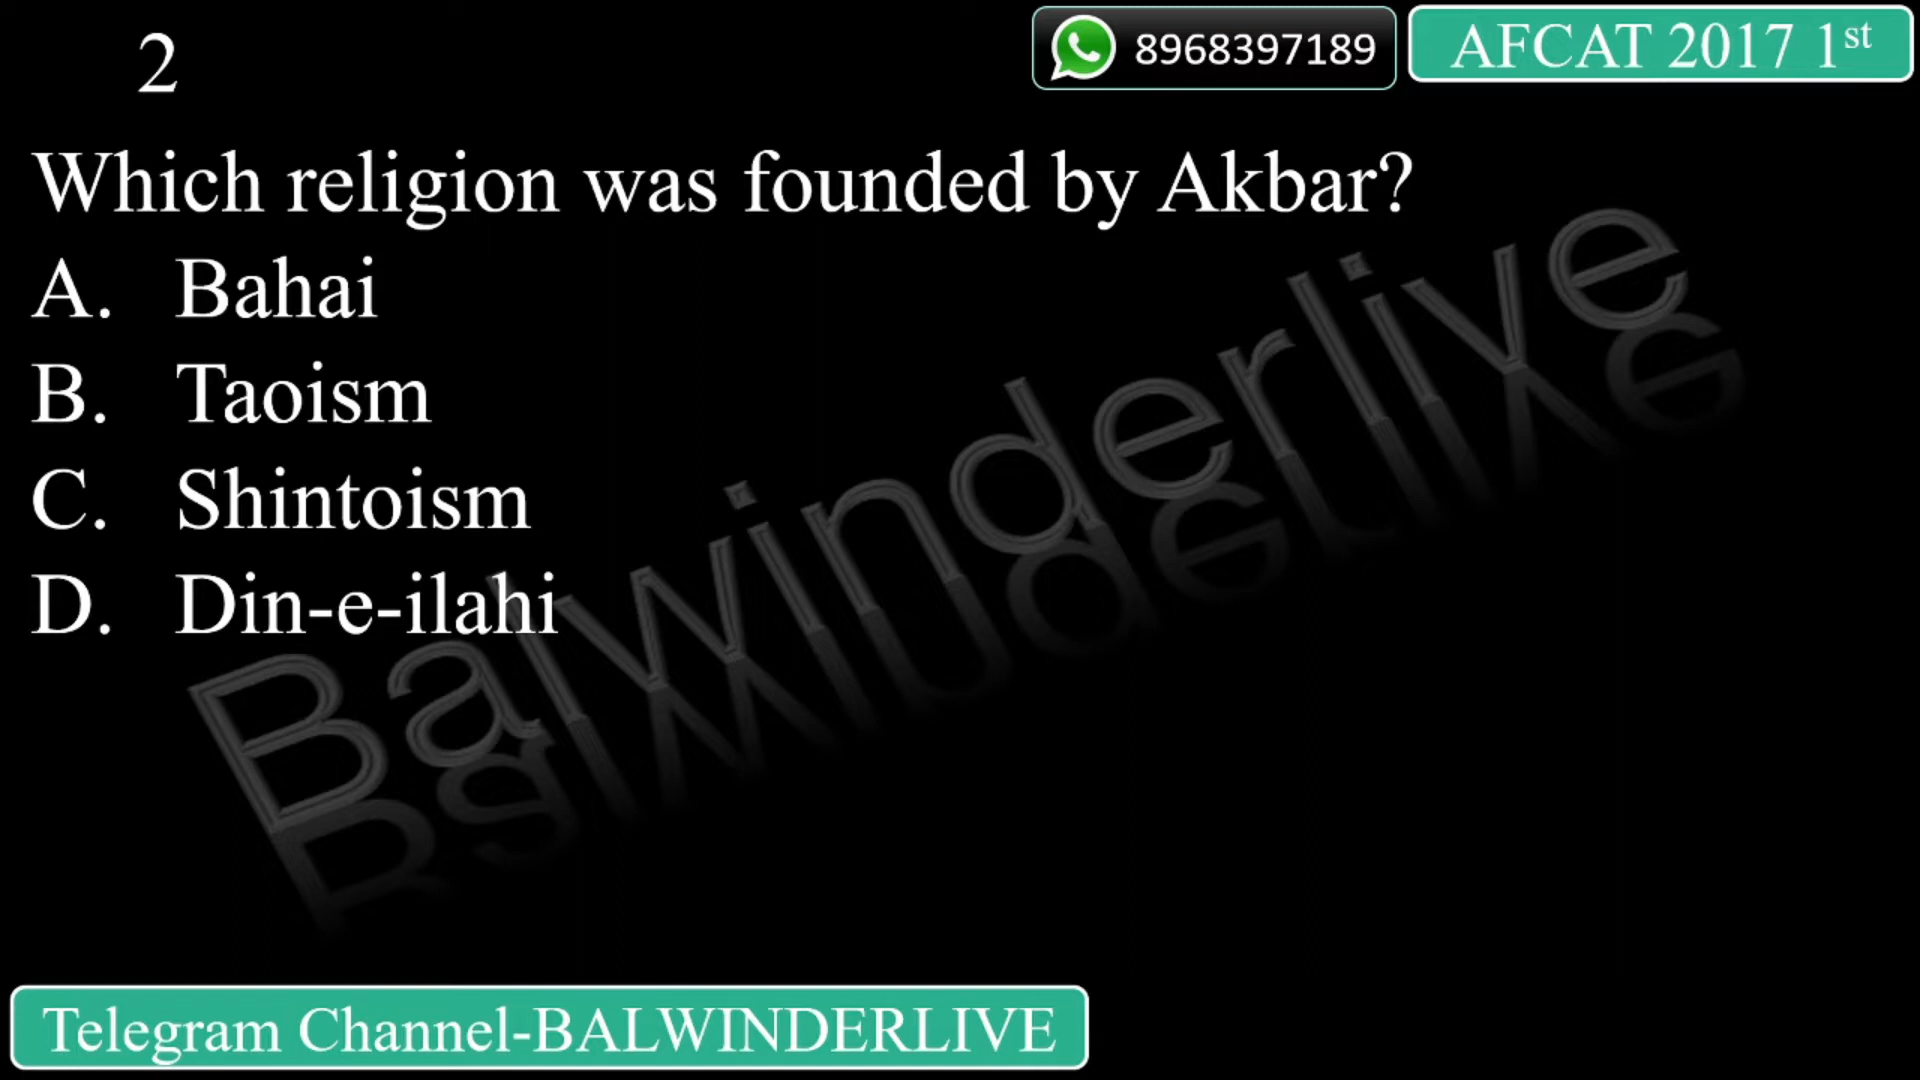 2
8968397189
AFCAT 2017 1st
Which religion was founded by Akbar?
A. Bahai
B. Taoism
C. Shintoism
D. Din-e-ilahi
Balwinderlive
Telegram Channel-BALWINDERLIVE